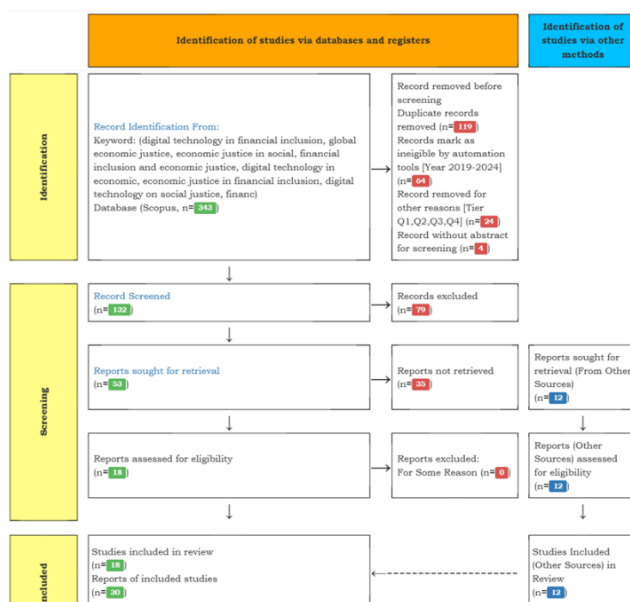 Identification of studies via databases and registers
Identification of
studies via other
methods
Identification
Record Identification From:
Keyword: (digital technology in financial inclusion, global
economic justice, economic justice in social, financial
inclusion and economic justice, digital technology in
economic, economic justice in financial inclusion, digital
technology on social justice, financ)
Database (Scopus, n=343)
Record removed before
screening
Duplicate records
removed (n=119)
Records mark as
ineigible by automation
tools [Year 2019-2024]
(n=64)
Record removed for
other reasons [Tier
Q1,Q2,Q3,Q4] (n=24)
Record without abstract
for screening (n=4)
Screening
Record Screened
(n=132)
Records excluded
(n=79)
Reports sought for retrieval
(n=53)
Reports not retrieved
(n=35)
Reports sought for
retrieval (From Other
Sources)
(n=12)
Reports assessed for eligibility
(n=18)
Reports excluded:
For Some Reason (n=0)
Reports (Other
Sources) assessed
for eligibility
(n=12)
Included
Studies included in review
(n=18)
Reports of included studies
(n=30)
Studies Included
(Other Sources) in
Review
(n=12)